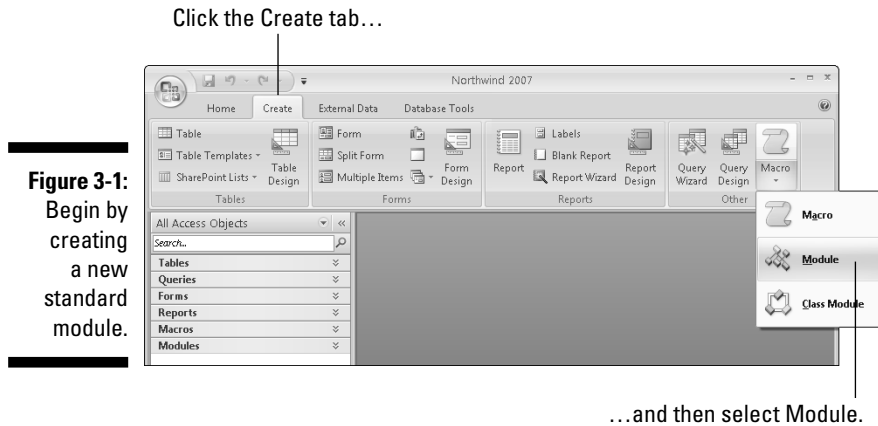 Click the Create tab…
Northwind 2007
Home Create External Data Database Tools
Table
Table Templates
SharePoint Lists
Table Design
Tables
Form
Split Form
Multiple Items
Form Design
Forms
Report
Labels
Blank Report
Report Wizard
Report Design
Reports
Query Wizard
Query Design
Macro
Other
Macro
Module
Class Module
All Access Objects
Search...
Tables
Queries
Forms
Reports
Macros
Modules
Figure 3-1:
Begin by
creating
a new
standard
module.
…and then select Module.